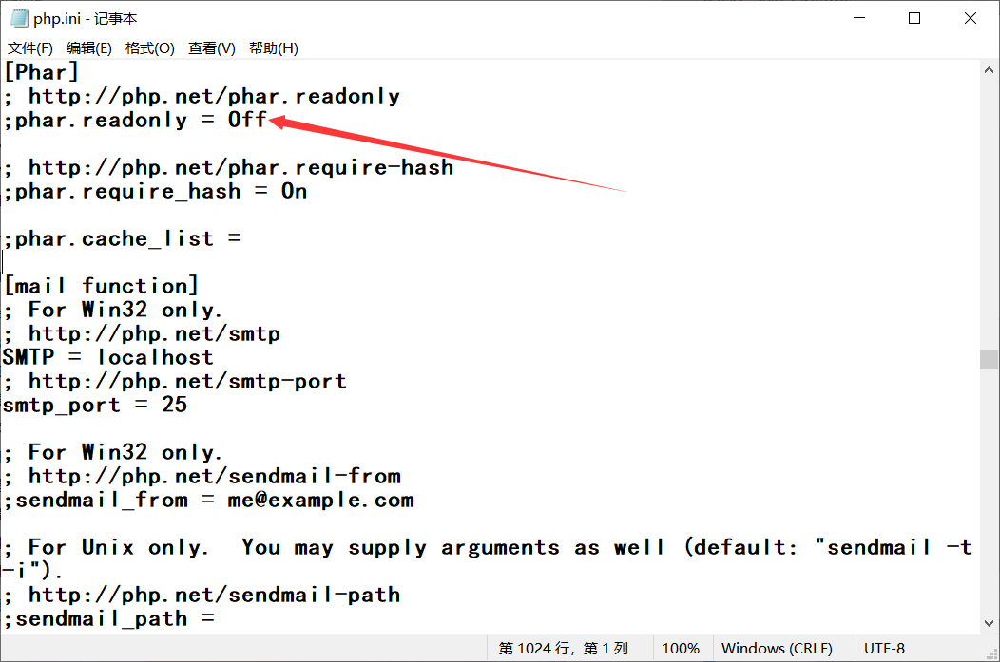 php.ini - 记事本
文件(F) 编辑(E) 格式(O) 查看(V) 帮助(H)
[Phar]
; http://php.net/phar.readonly
;phar.readonly = Off
; http://php.net/phar.require-hash
;phar.require_hash = On
;phar.cache_list =
[mail function]
; For Win32 only.
; http://php.net/smtp
SMTP = localhost
; http://php.net/smtp-port
smtp_port = 25
; For Win32 only.
; http://php.net/sendmail-from
;sendmail_from = me@example.com
; For Unix only.  You may supply arguments as well (default: "sendmail -t
-i").
; http://php.net/sendmail-path
;sendmail_path =
第 1024 行，第 1 列 100% Windows (CRLF) UTF-8